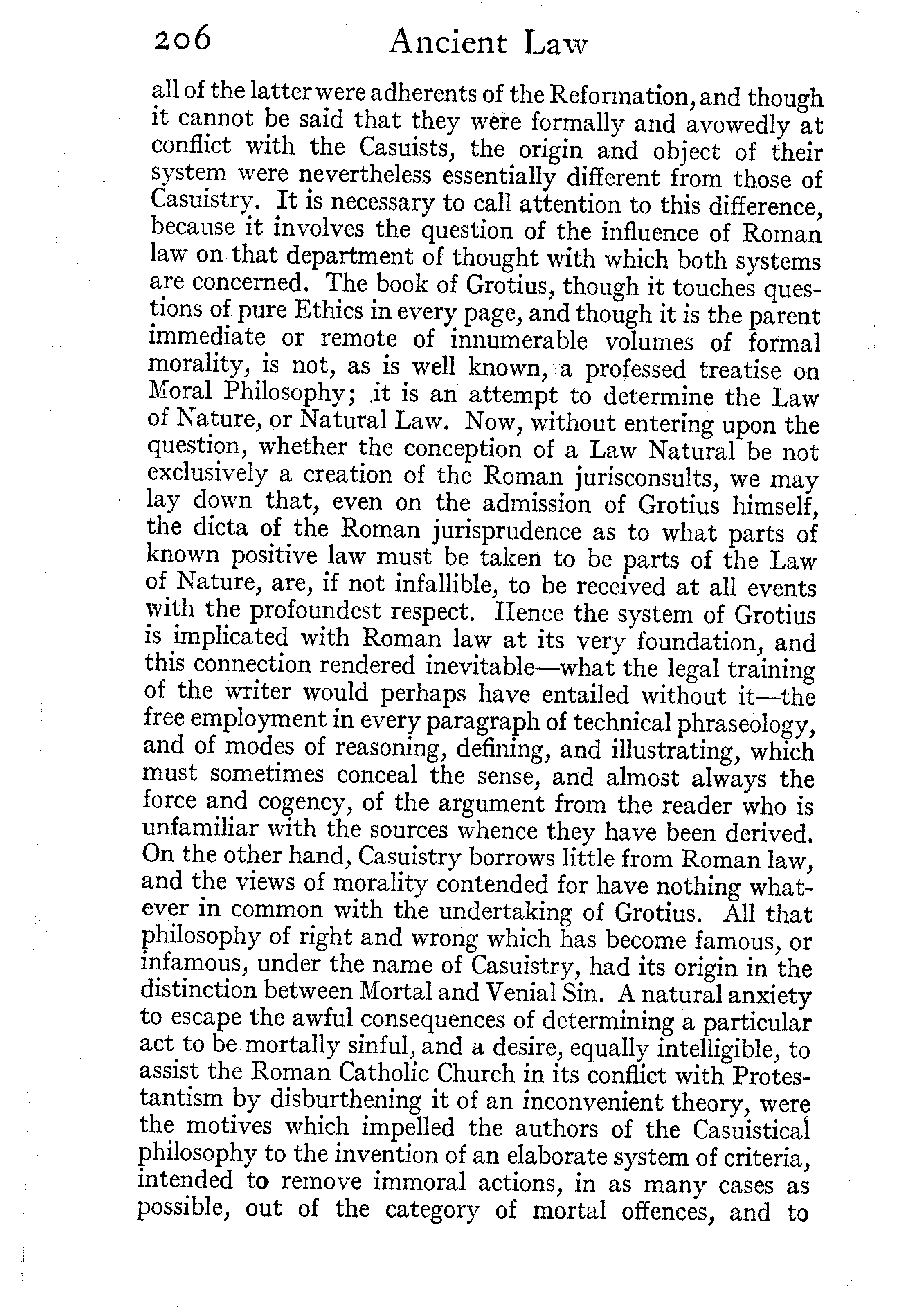 206 Ancient Law
all of the latter were adherents of the Reformation, and though
it cannot be said that they were formally and avowedly at
conflict with the Casuists, the origin and object of their
system were nevertheless essentially different from those of
Casuistry. It is necessary to call attention to this difference,
because it involves the question of the influence of Roman
law on that department of thought with which both systems
are concerned. The book of Grotius, though it touches ques-
tions of pure Ethics in every page, and though it is the parent
immediate or remote of innumerable volumes of formal
morality, is not, as is well known, a professed treatise on
Moral Philosophy; it is an attempt to determine the Law
of Nature, or Natural Law. Now, without entering upon the
question, whether the conception of a Law Natural be not
exclusively a creation of the Roman jurisconsults, we may
lay down that, even on the admission of Grotius himself,
the dicta of the Roman jurisprudence as to what parts of
known positive law must be taken to be parts of the Law
of Nature, are, if not infallible, to be received at all events
with the profoundest respect. Hence the system of Grotius
is implicated with Roman law at its very foundation, and
this connection rendered inevitable—what the legal training
of the writer would perhaps have entailed without it—the
free employment in every paragraph of technical phraseology,
and of modes of reasoning, defining, and illustrating, which
must sometimes conceal the sense, and almost always the
force and cogency, of the argument from the reader who is
unfamiliar with the sources whence they have been derived.
On the other hand, Casuistry borrows little from Roman law,
and the views of morality contended for have nothing what-
ever in common with the undertaking of Grotius. All that
philosophy of right and wrong which has become famous, or
infamous, under the name of Casuistry, had its origin in the
distinction between Mortal and Venial Sin. A natural anxiety
to escape the awful consequences of determining a particular
act to be mortally sinful, and a desire, equally intelligible, to
assist the Roman Catholic Church in its conflict with Protes-
tantism by disburthening it of an inconvenient theory, were
the motives which impelled the authors of the Casuistical
philosophy to the invention of an elaborate system of criteria,
intended to remove immoral actions, in as many cases as
possible, out of the category of mortal offences, and to